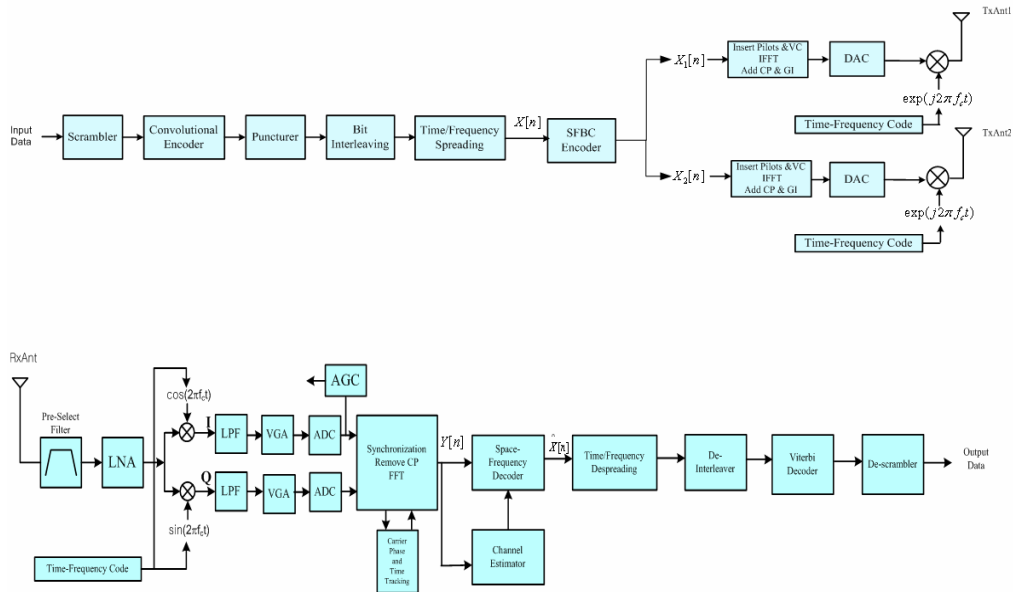 TxAnt1
Insert Pilots &VC
IFFT
Add CP & GI
DAC
X₁[n]
exp(j2πf_c t)
Time-Frequency Code
Input
Data
Scrambler
Convolutional
Encoder
Puncturer
Bit
Interleaving
Time/Frequency
Spreading
X[n]
SFBC
Encoder
TxAnt2
X₂[n]
Insert Pilots &VC
IFFT
Add CP & GI
DAC
exp(j2πf_c t)
Time-Frequency Code
RxAnt
Pre-Select
Filter
LNA
cos(2πf_ct)
I
LPF
VGA
ADC
AGC
Q
LPF
VGA
ADC
sin(2πf_ct)
Time-Frequency Code
Synchronization
Remove CP
FFT
Carrier
Phase
and
Time
Tracking
Y[n]
Space-
Frequency
Decoder
Channel
Estimator
X̂[n]
Time/Frequency
Despreading
De-
Interleaver
Viterbi
Decoder
De-scrambler
Output
Data